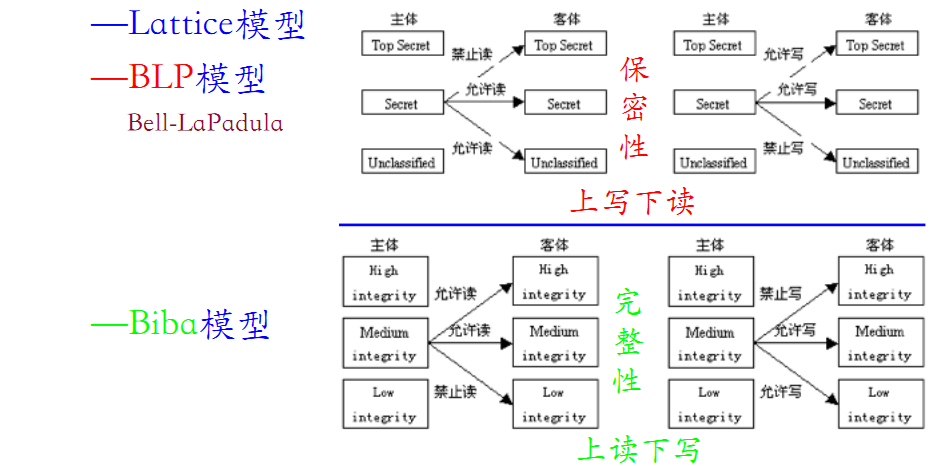 —Lattice模型
—BLP模型
Bell-LaPadula
主体 客体 主体 客体
Top Secret 禁止读 Top Secret Top Secret 允许写 Top Secret
Secret 允许读 Secret Secret 允许写 Secret
Unclassified 允许读 Unclassified Unclassified 禁止写 Unclassified
保密性
上写下读
—Biba模型
主体 客体 主体 客体
High integrity 允许读 High integrity High integrity 禁止写 High integrity
Medium integrity 允许读 Medium integrity Medium integrity 允许写 Medium integrity
Low integrity 禁止读 Low integrity Low integrity 允许写 Low integrity
完整性
上读下写